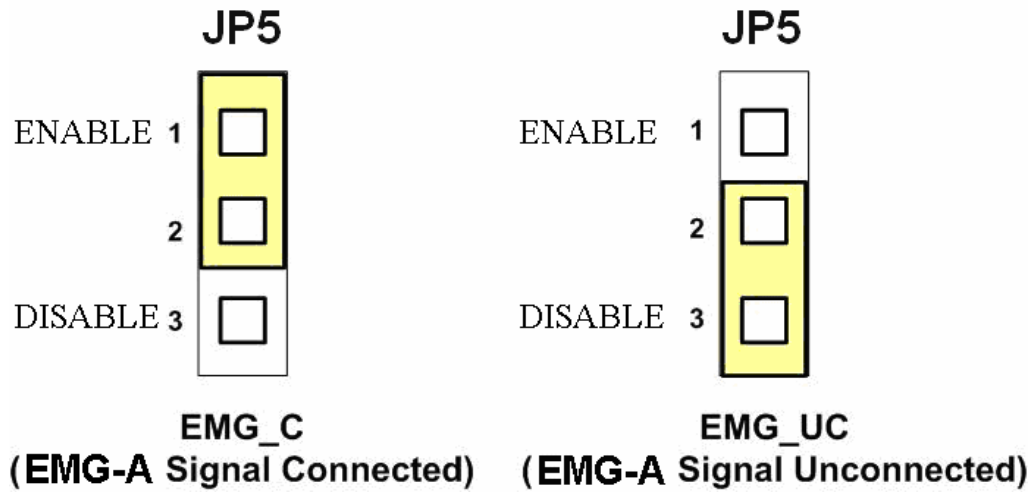 JP5
ENABLE 1
2
DISABLE 3
EMG_C
(EMG-A Signal Connected)
JP5
ENABLE 1
2
DISABLE 3
EMG_UC
(EMG-A Signal Unconnected)